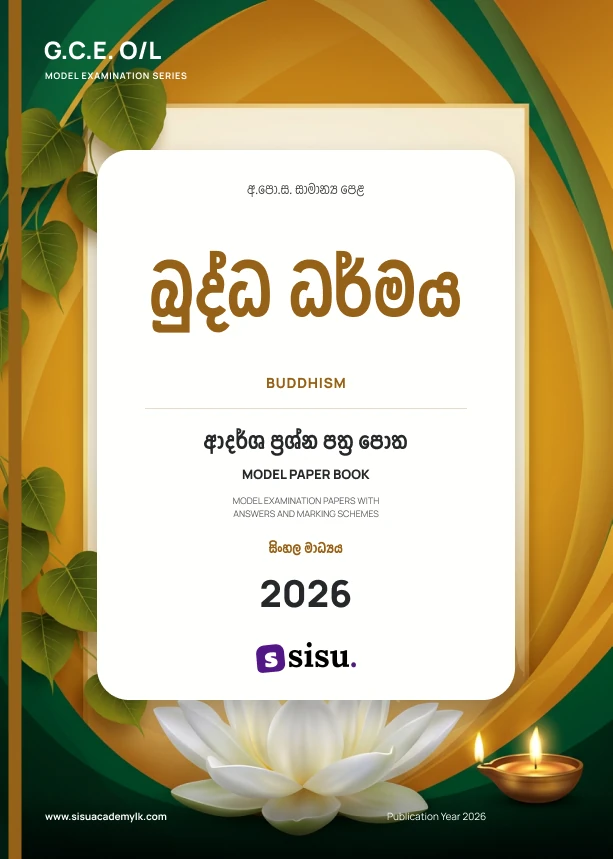 G.C.E. O/L
MODEL EXAMINATION SERIES
අ.පො.ස. සාමාන්‍ය පෙළ
බුද්ධ ධර්මය
BUDDHISM
ආදර්ශ ප්‍රශ්න පත්‍ර පොත
MODEL PAPER BOOK
MODEL EXAMINATION PAPERS WITH
ANSWERS AND MARKING SCHEMES
සිංහල මාධ්‍යය
2026
s sisu.
www.sisuacademylk.com
Publication Year 2026